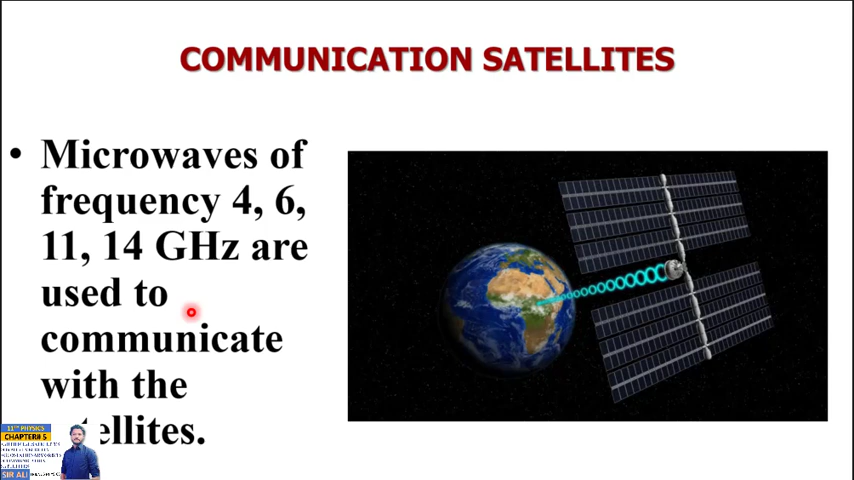 COMMUNICATION SATELLITES
• Microwaves of
frequency 4, 6,
11, 14 GHz are
used to
communicate
with the
ellites.
11TH PHYSICS
CHAPTER# 5
SIR ALI